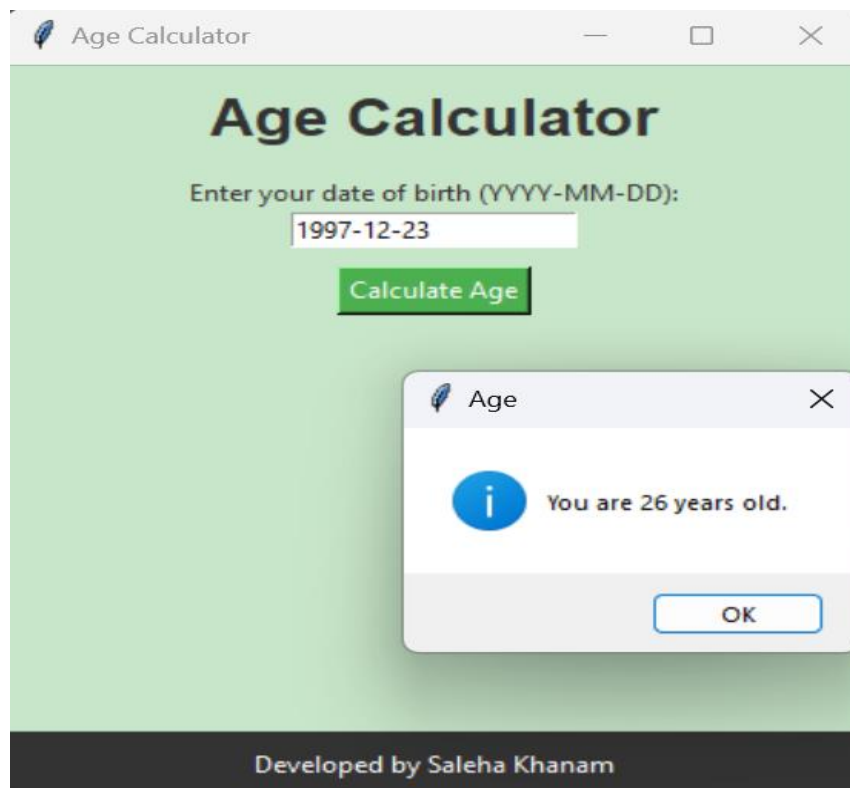 Age Calculator
Age Calculator
Enter your date of birth (YYYY-MM-DD):
1997-12-23
Calculate Age
Age
You are 26 years old.
OK
Developed by Saleha Khanam